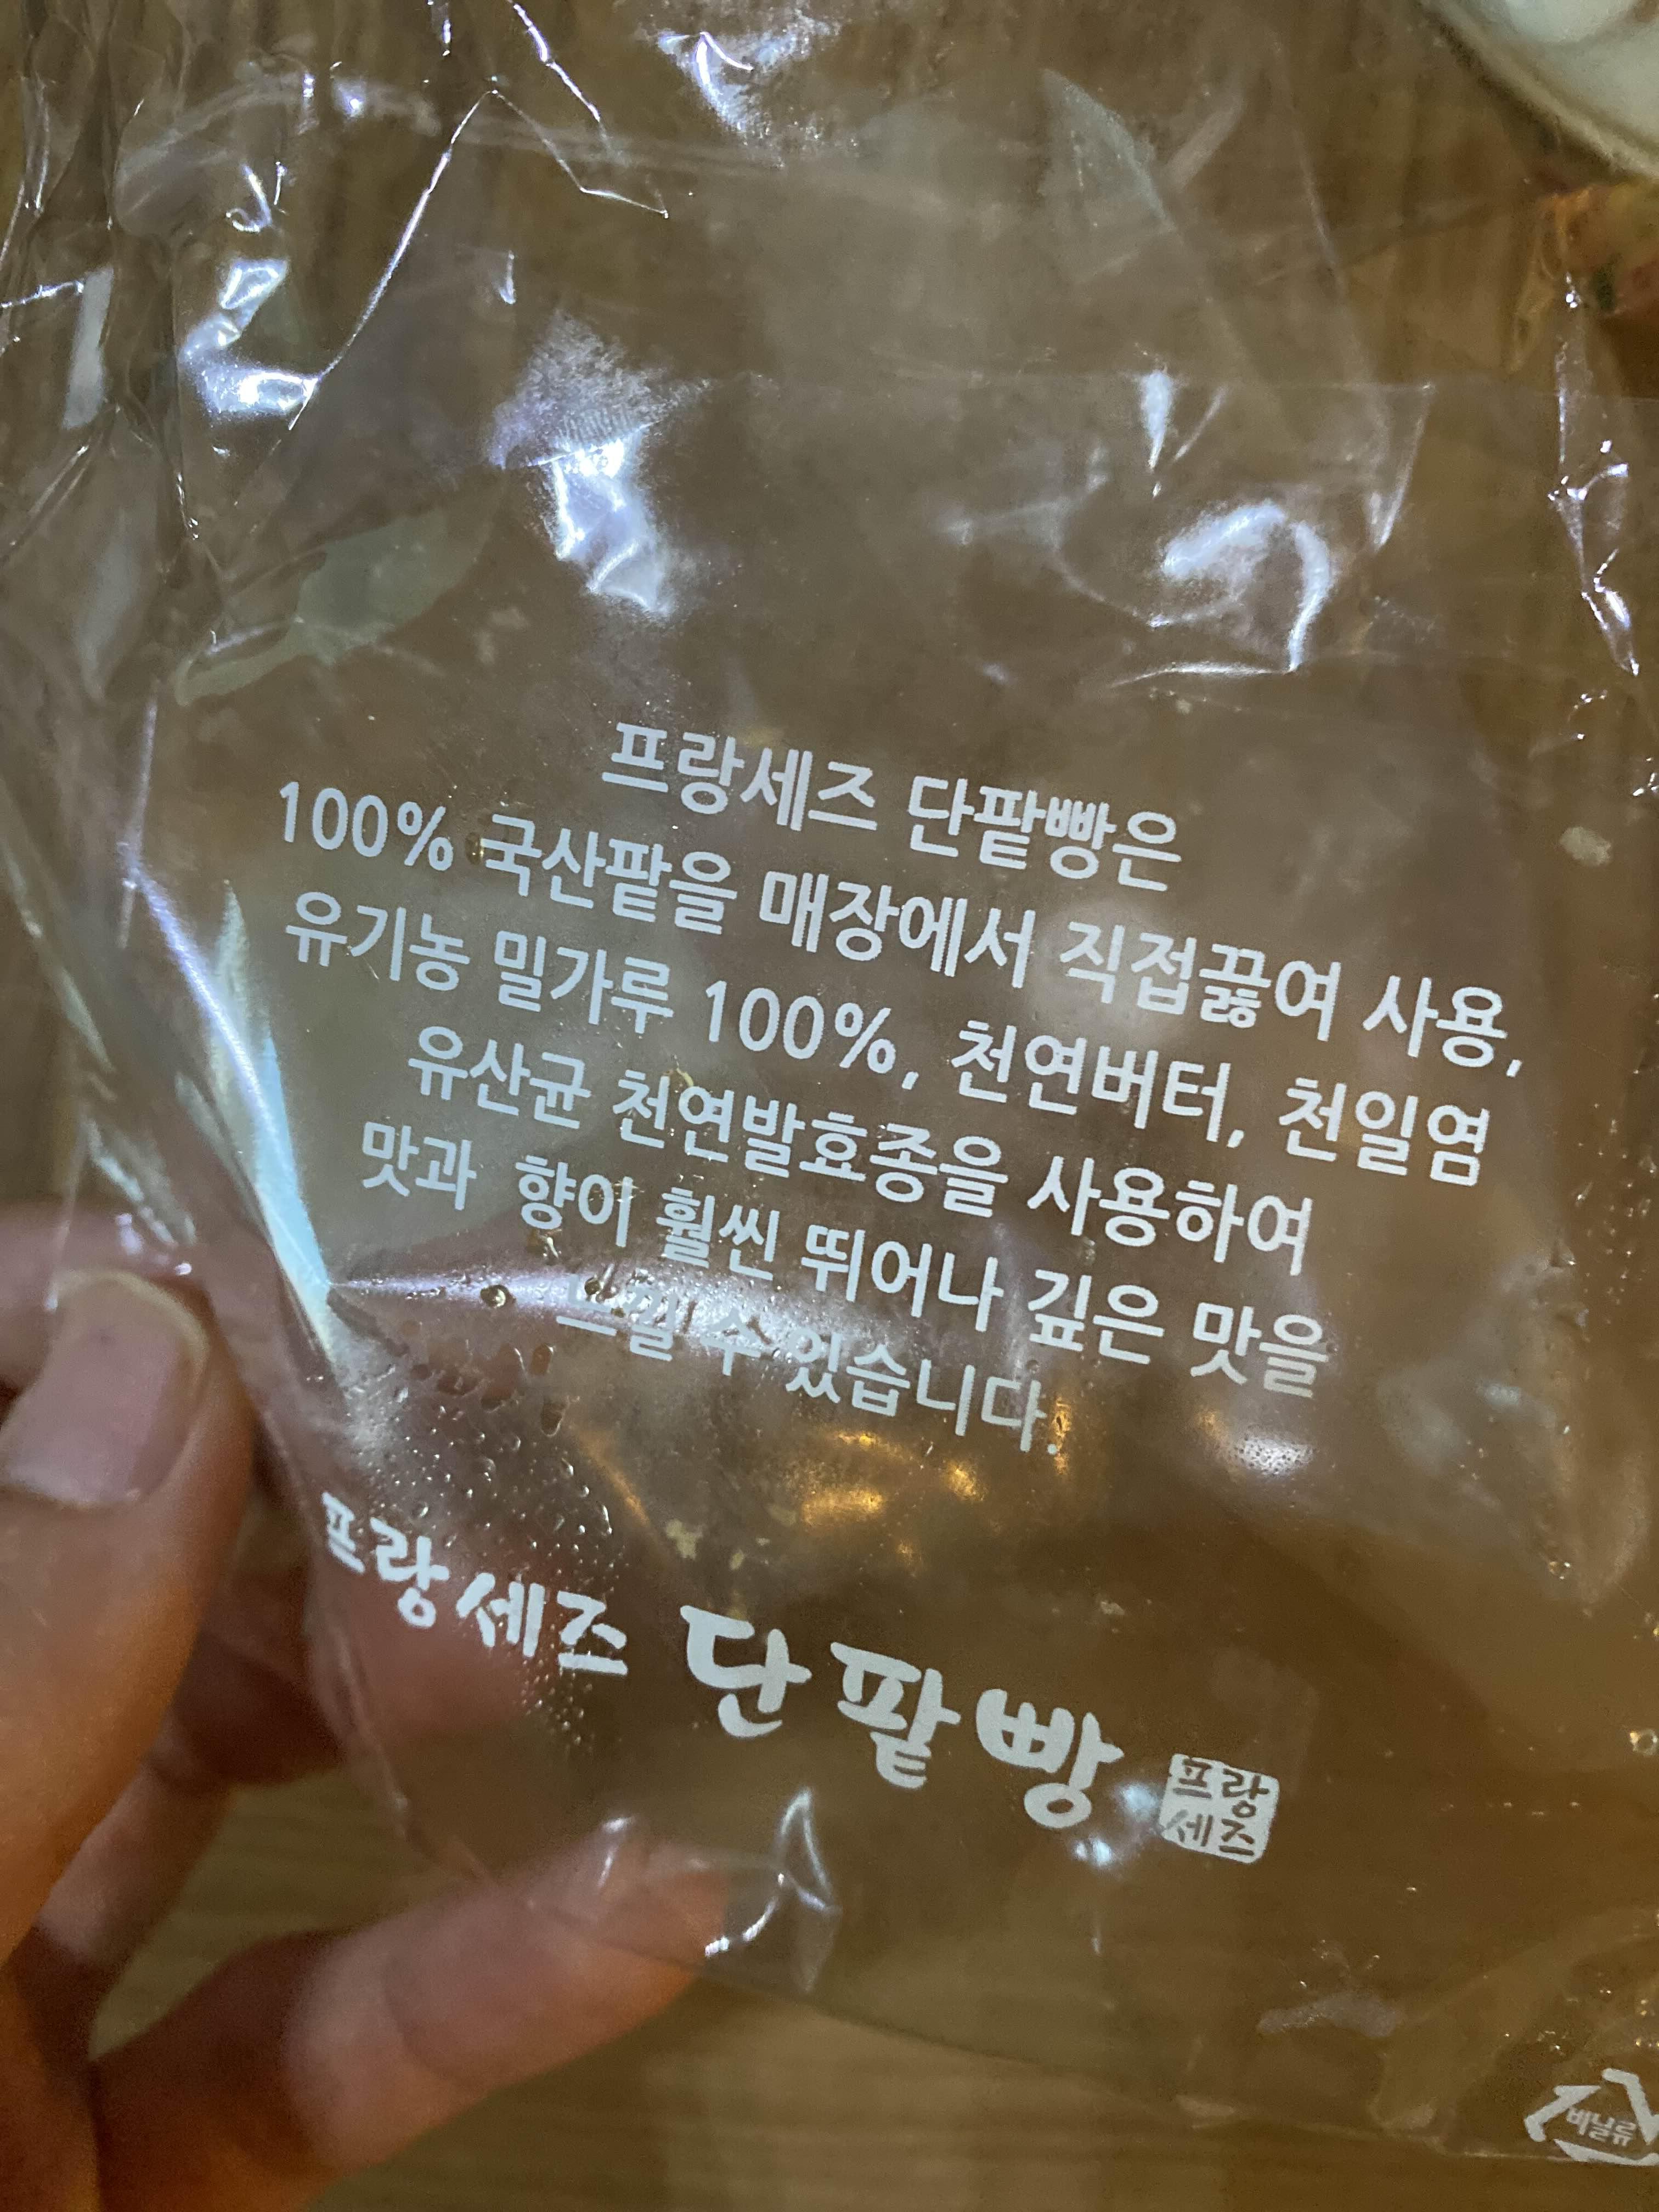 프랑세즈 단팥빵은
100% 국산팥을 매장에서 직접끓여 사용,
유기농 밀가루 100%, 천연버터, 천일염
유산균 천연발효종을 사용하여
맛과 향이 훨씬 뛰어나 깊은 맛을
느낄 수 있습니다.
프랑세즈 단팥빵
프랑
세즈
비닐류